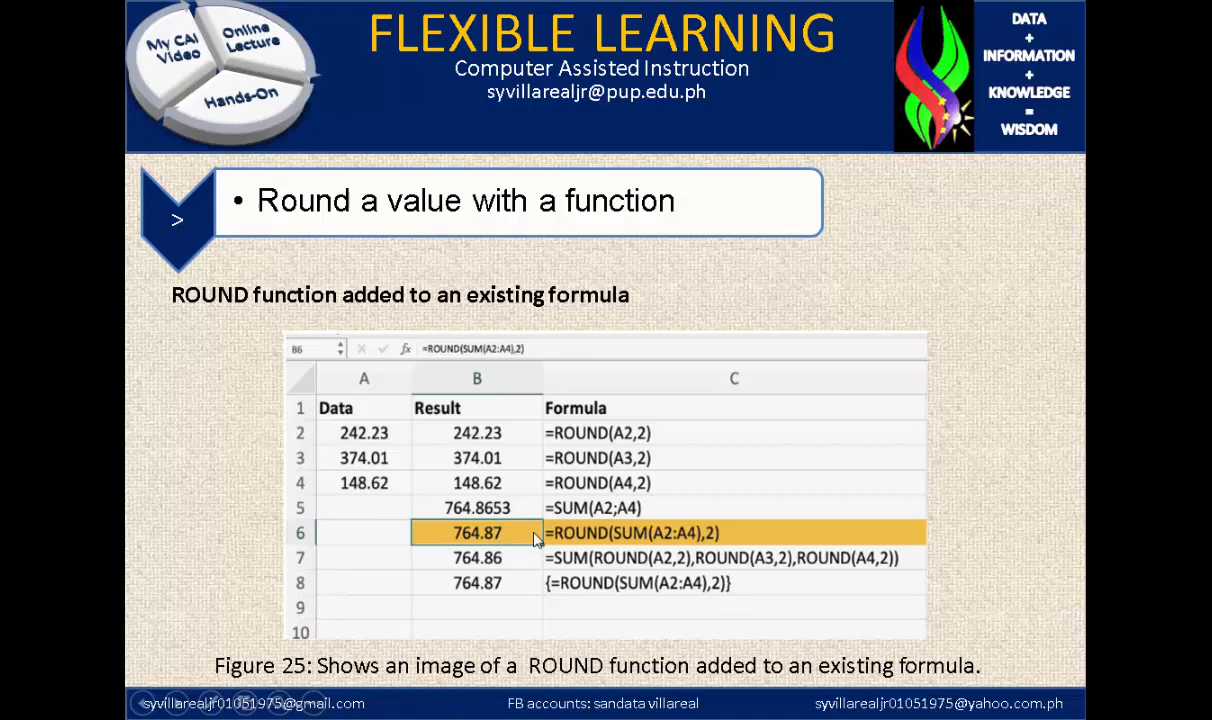 My CAI Video
Online Lecture
Hands-On
FLEXIBLE LEARNING
Computer Assisted Instruction
syvillarealjr@pup.edu.ph
DATA
+
INFORMATION
+
KNOWLEDGE
=
WISDOM
>
• Round a value with a function
ROUND function added to an existing formula
B6 fx =ROUND(SUM(A2:A4),2)
A B C
1 Data Result Formula
2 242.23 242.23 =ROUND(A2,2)
3 374.01 374.01 =ROUND(A3,2)
4 148.62 148.62 =ROUND(A4,2)
5 764.8653 =SUM(A2;A4)
6 764.87 =ROUND(SUM(A2:A4),2)
7 764.86 =SUM(ROUND(A2,2),ROUND(A3,2),ROUND(A4,2))
8 764.87 {=ROUND(SUM(A2:A4),2)}
9
10
Figure 25: Shows an image of a ROUND function added to an existing formula.
syvillarealjr01051975@gmail.com FB accounts: sandata villareal syvillarealjr01051975@yahoo.com.ph